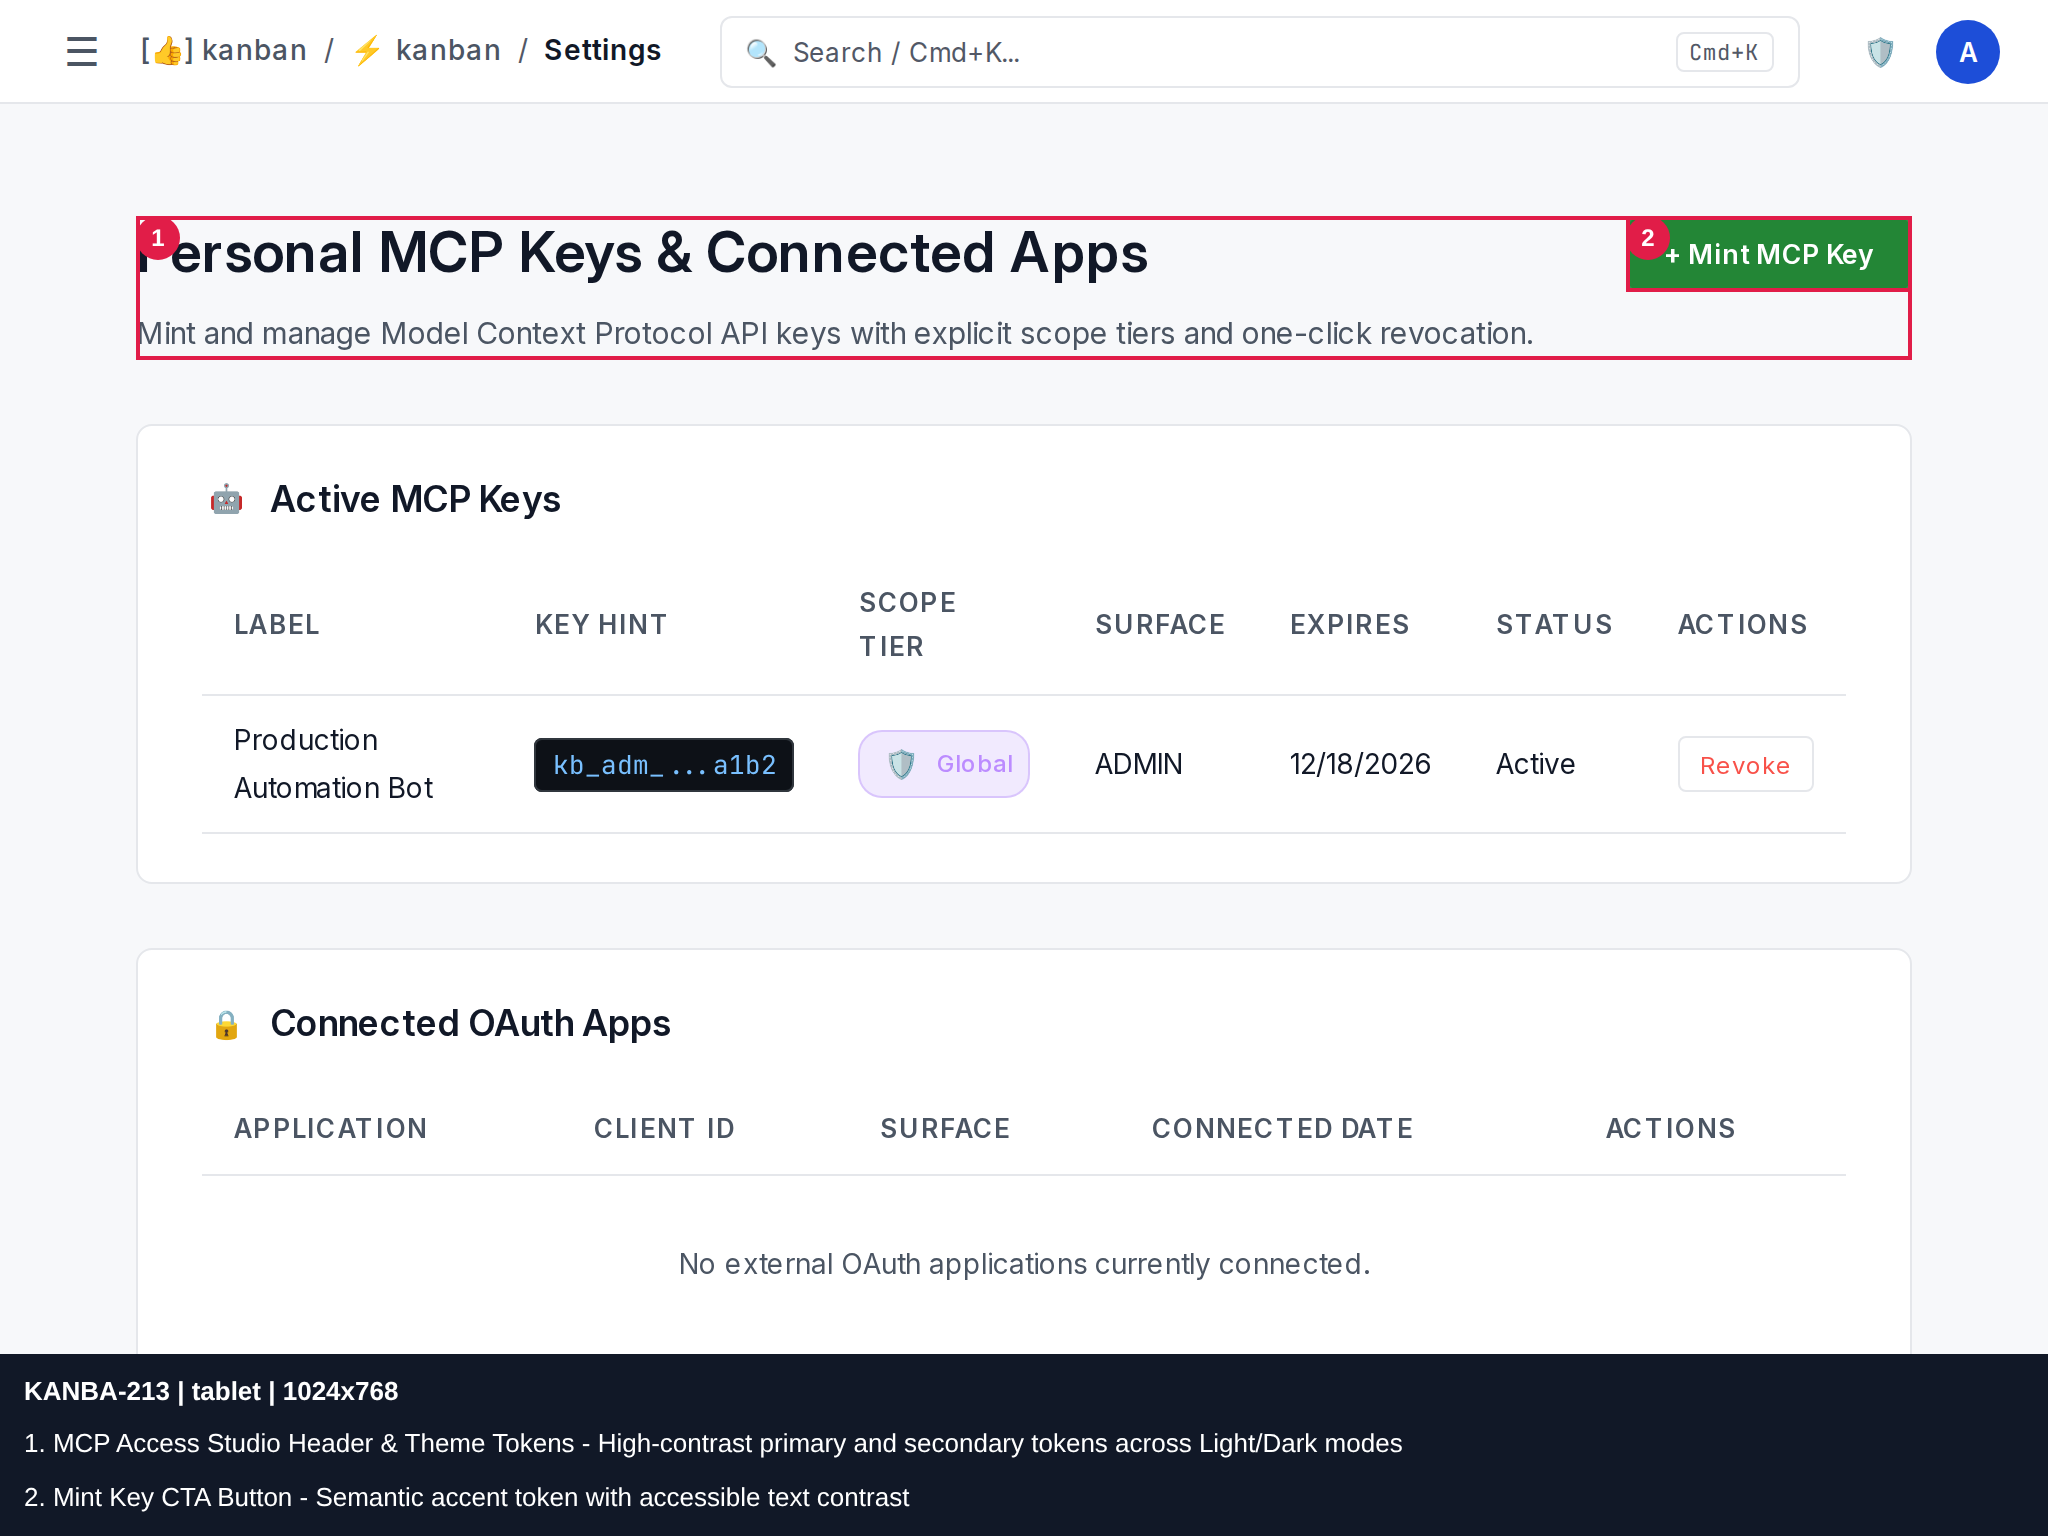 ☰ [👍] kanban / ⚡ kanban / Settings
🔍 Search / Cmd+K... Cmd+K
A
1
Personal MCP Keys & Connected Apps
2
+ Mint MCP Key
Mint and manage Model Context Protocol API keys with explicit scope tiers and one-click revocation.
🤖 Active MCP Keys
LABEL KEY HINT SCOPE TIER SURFACE EXPIRES STATUS ACTIONS
Production Automation Bot kb_adm_...a1b2 🛡️ Global ADMIN 12/18/2026 Active Revoke
🔒 Connected OAuth Apps
APPLICATION CLIENT ID SURFACE CONNECTED DATE ACTIONS
No external OAuth applications currently connected.
KANBA-213 | tablet | 1024x768
1. MCP Access Studio Header & Theme Tokens - High-contrast primary and secondary tokens across Light/Dark modes
2. Mint Key CTA Button - Semantic accent token with accessible text contrast